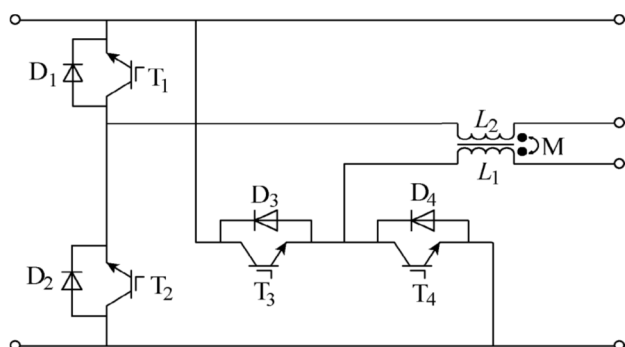 D₁
T₁
L₂
M
L₁
D₃
D₄
D₂
T₂
T₃
T₄